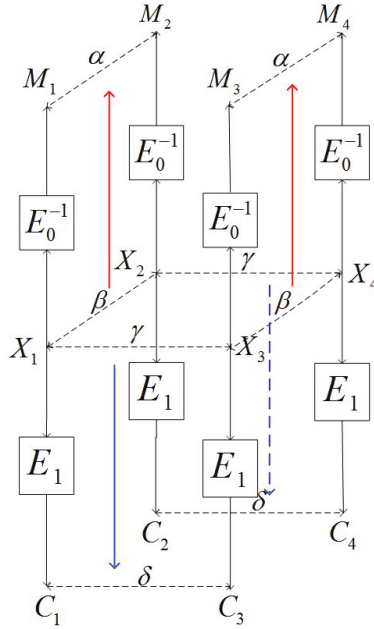 M₂ M₄
α α
M₁ M₃
E₀⁻¹ E₀⁻¹
E₀⁻¹ E₀⁻¹
X₂ γ X₄
β β
X₁ γ X₃
E₁ E₁
E₁ E₁
δ
C₂ C₄
δ
C₁ C₃